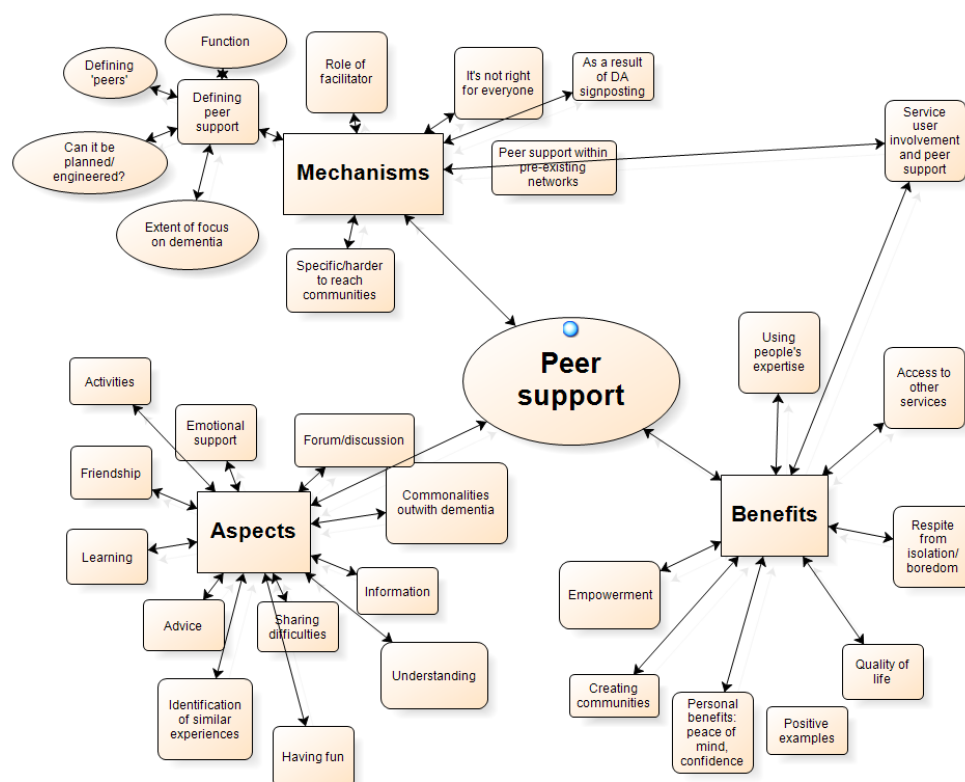 Function
Defining
'peers'
Defining
peer
support
Can it be
planned/
engineered?
Extent of focus
on dementia
Role of
facilitator
It's not right
for everyone
As a result
of DA
signposting
Mechanisms
Peer support within
pre-existing
networks
Service
user
involvement
and peer
support
Specific/harder
to reach
communities
Peer
support
Using
people's
expertise
Access to
other
services
Activities
Emotional
support
Forum/discussion
Friendship
Commonalities
outwith dementia
Aspects
Learning
Information
Advice
Sharing
difficulties
Understanding
Identification
of similar
experiences
Having fun
Benefits
Respite
from
isolation/
boredom
Empowerment
Quality of
life
Creating
communities
Personal
benefits:
peace of
mind,
confidence
Positive
examples